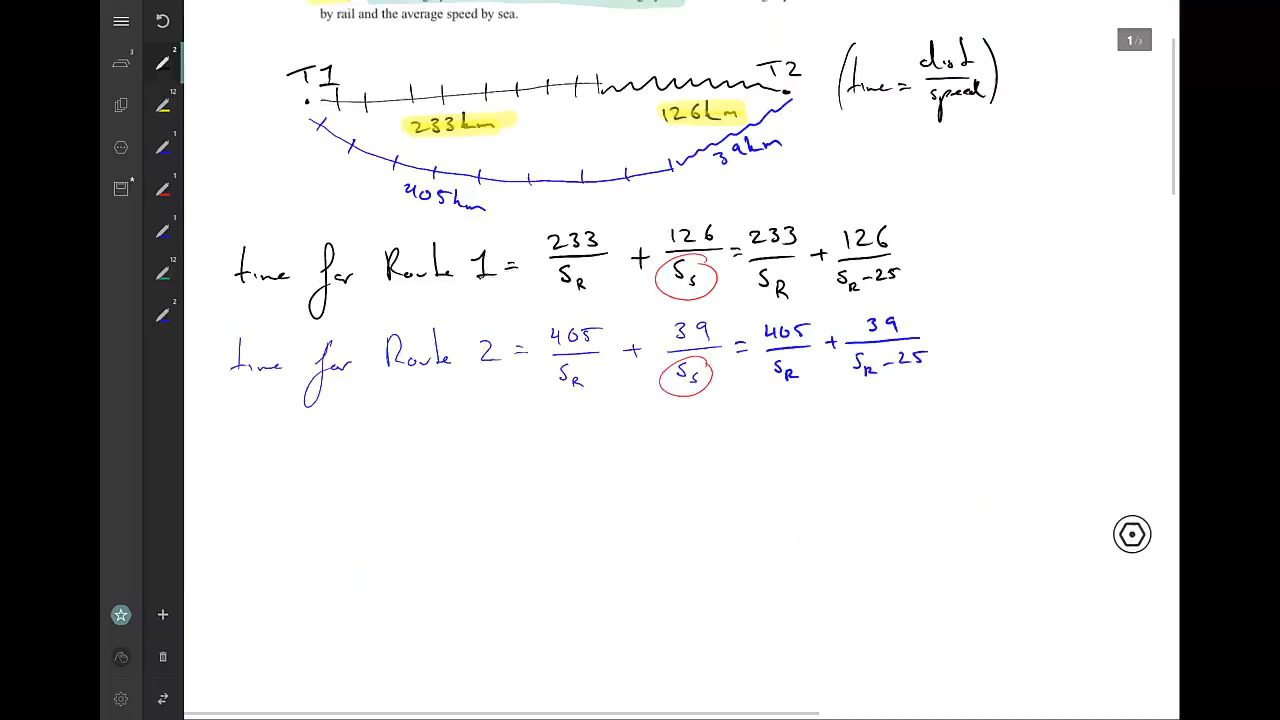 by rail and the average speed by sea.
1/3
T1
T2
(time = dist/speed)
233km
126km
39km
405km
time for Route 1 = 233/S_R + 126/S_S = 233/S_R + 126/S_R-25
time for Route 2 = 405/S_R + 39/S_S = 405/S_R + 39/S_R-25